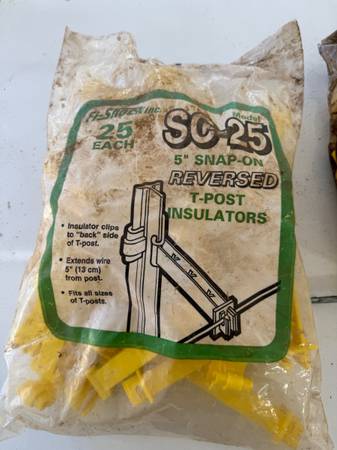 Fi-Shock, Inc.
25
EACH
Model
SC-25
5" SNAP-ON
REVERSED
T-POST
INSULATORS
• Insulator clips
to "back" side
of T-post.
• Extends wire
5" (13 cm)
from post.
• Fits all sizes
of T-posts.